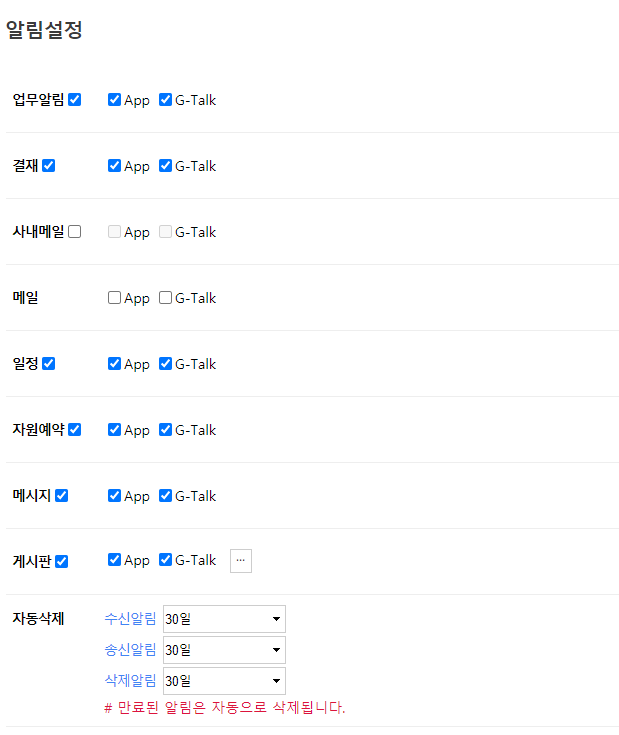 알림설정
업무알림 App G-Talk
결재 App G-Talk
사내메일 App G-Talk
메일 App G-Talk
일정 App G-Talk
자원예약 App G-Talk
메시지 App G-Talk
게시판 App G-Talk ...
자동삭제 수신알림 30일
송신알림 30일
삭제알림 30일
# 만료된 알림은 자동으로 삭제됩니다.